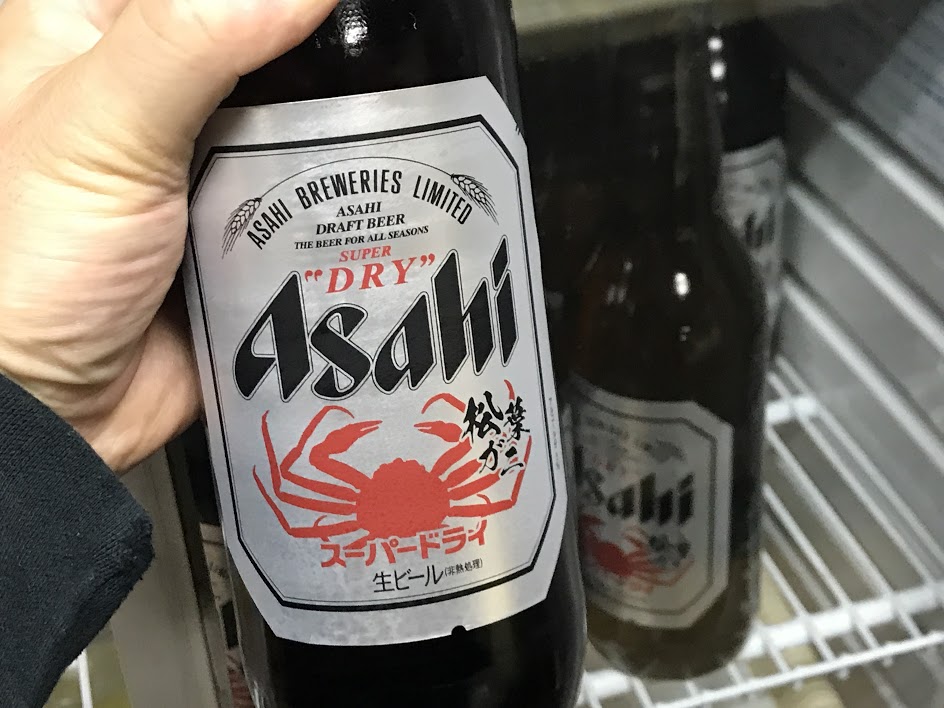 ASAHI BREWERIES LIMITED
ASAHI
DRAFT BEER
THE BEER FOR ALL SEASONS
SUPER
"DRY"
Asahi
松葉
ガニ
スーパードライ
生ビール(非熱処理)
sahi